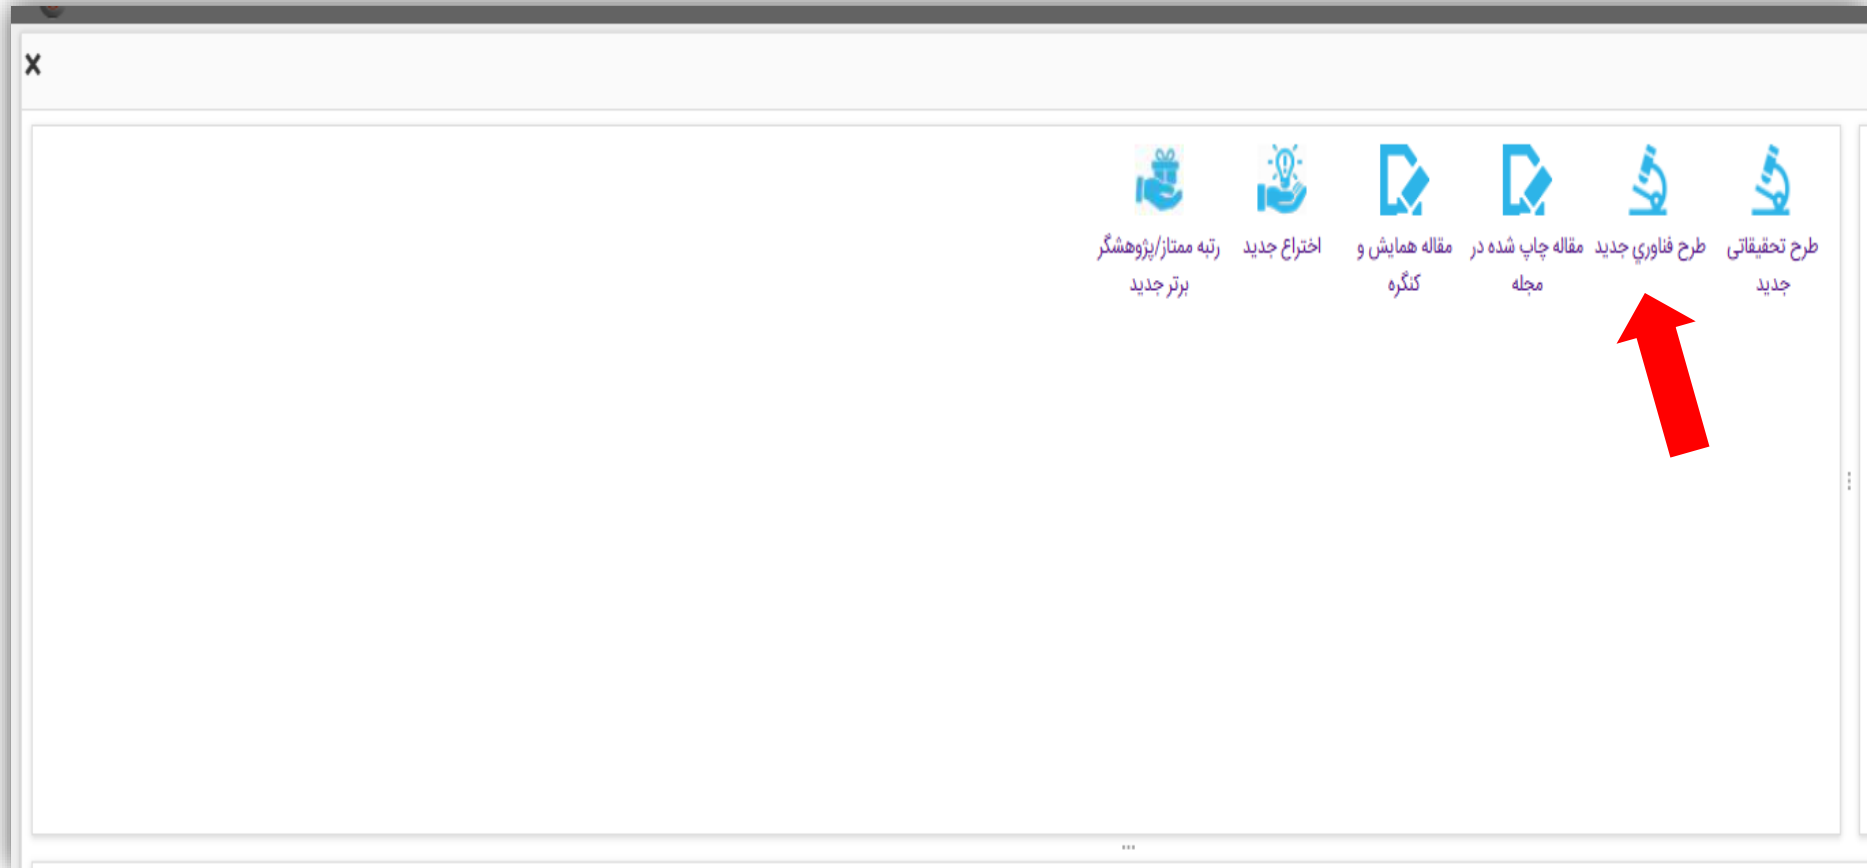 طرح تحقیقاتی
جدید
طرح فناوري جدید
مقاله چاپ شده در
مجله
مقاله همایش و
کنگره
اختراع جدید
رتبه ممتاز/پژوهشگر
برتر جدید